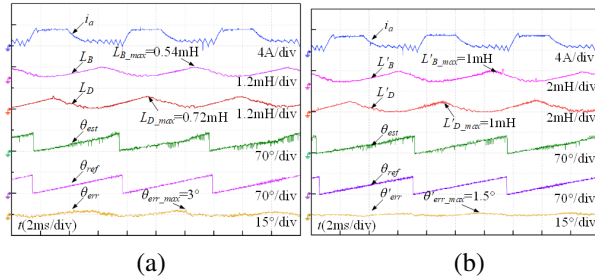 i_a
4A/div
L_B
L_B_max=0.54mH
1.2mH/div
L_D
L_D_max=0.72mH
1.2mH/div
θ_est
70°/div
θ_ref
70°/div
θ_err
θ_err_max=3°
t(2ms/div)
15°/div
(a)
i_a
4A/div
L'_B
L'_B_max=1mH
2mH/div
L'_D
L'_D_max=1mH
2mH/div
θ_est
70°/div
θ_ref
70°/div
θ'_err
θ'_err_max=1.5°
t(2ms/div)
15°/div
(b)